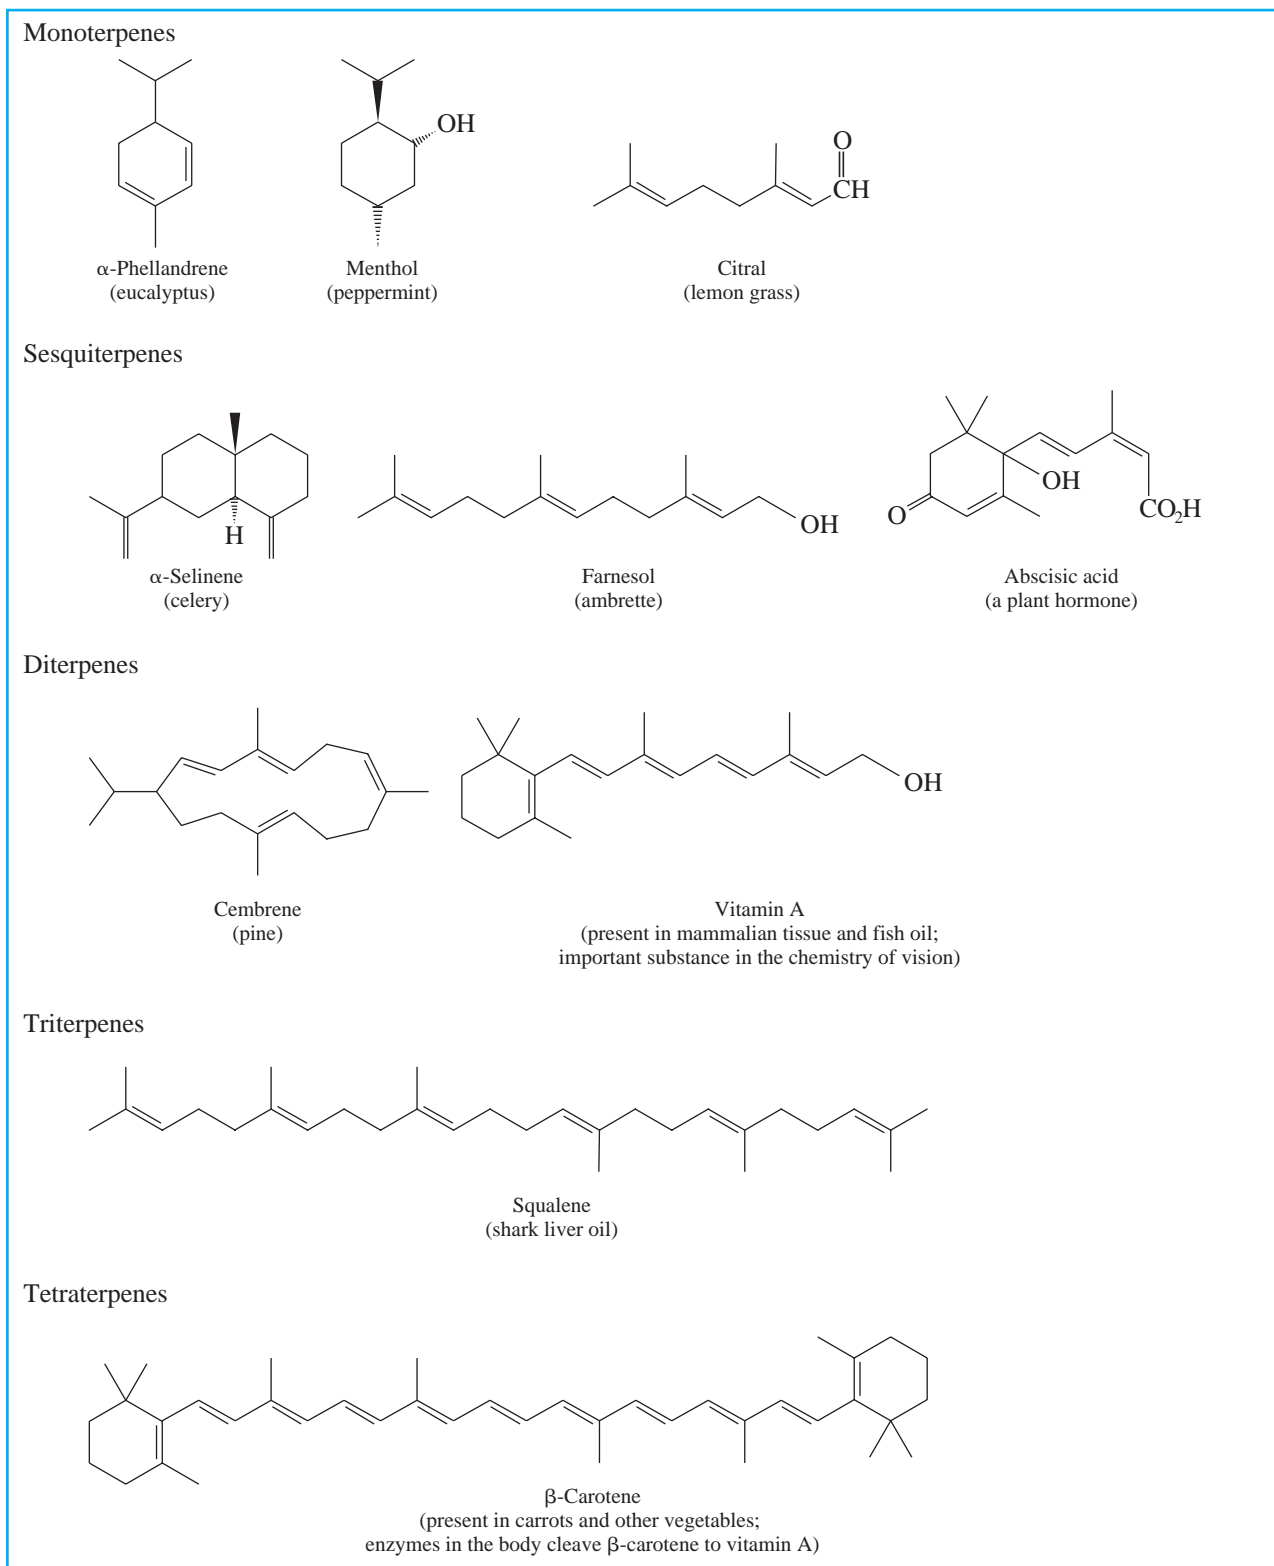 Monoterpenes
OH
O
CH
α-Phellandrene
(eucalyptus)
Menthol
(peppermint)
Citral
(lemon grass)
Sesquiterpenes
H
OH
O
OH
CO₂H
α-Selinene
(celery)
Farnesol
(ambrette)
Abscisic acid
(a plant hormone)
Diterpenes
OH
Cembrene
(pine)
Vitamin A
(present in mammalian tissue and fish oil;
important substance in the chemistry of vision)
Triterpenes
Squalene
(shark liver oil)
Tetraterpenes
β-Carotene
(present in carrots and other vegetables;
enzymes in the body cleave β-carotene to vitamin A)